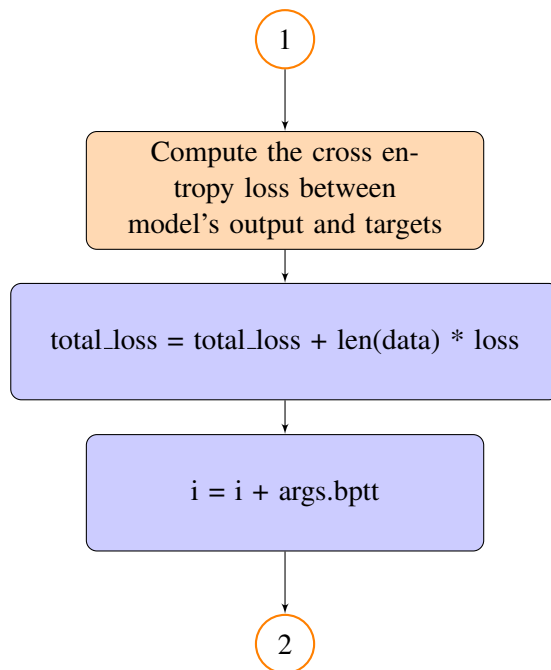 1
Compute the cross en-
tropy loss between
model's output and targets
total_loss = total_loss + len(data) * loss
i = i + args.bptt
2